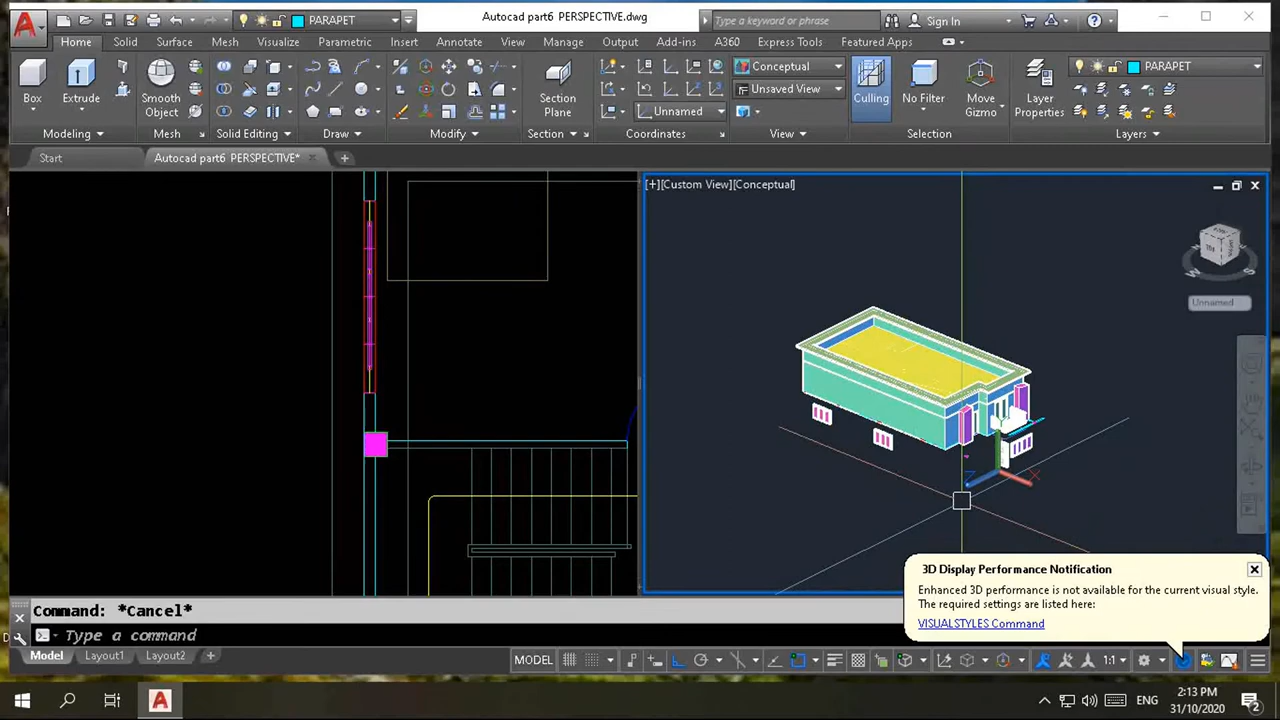 PARAPET
Autocad part6 PERSPECTIVE.dwg
Type a keyword or phrase
Sign In
Home Solid Surface Mesh Visualize Parametric Insert Annotate View Manage Output Add-ins A360 Express Tools Featured Apps
Conceptual
PARAPET
Unsaved View
Box Extrude Smooth Object Section Plane Unnamed Culling No Filter Move Gizmo Layer Properties
Modeling Mesh Solid Editing Draw Modify Section Coordinates View Selection Layers
Start Autocad part6 PERSPECTIVE*
[+][Custom View][Conceptual]
W S
Unnamed
Z X
3D Display Performance Notification
Enhanced 3D performance is not available for the current visual style.
The required settings are listed here:
VISUALSTYLES Command
Command: *Cancel*
Type a command
Model Layout1 Layout2
MODEL 1:1
ENG
2:13 PM
31/10/2020
2